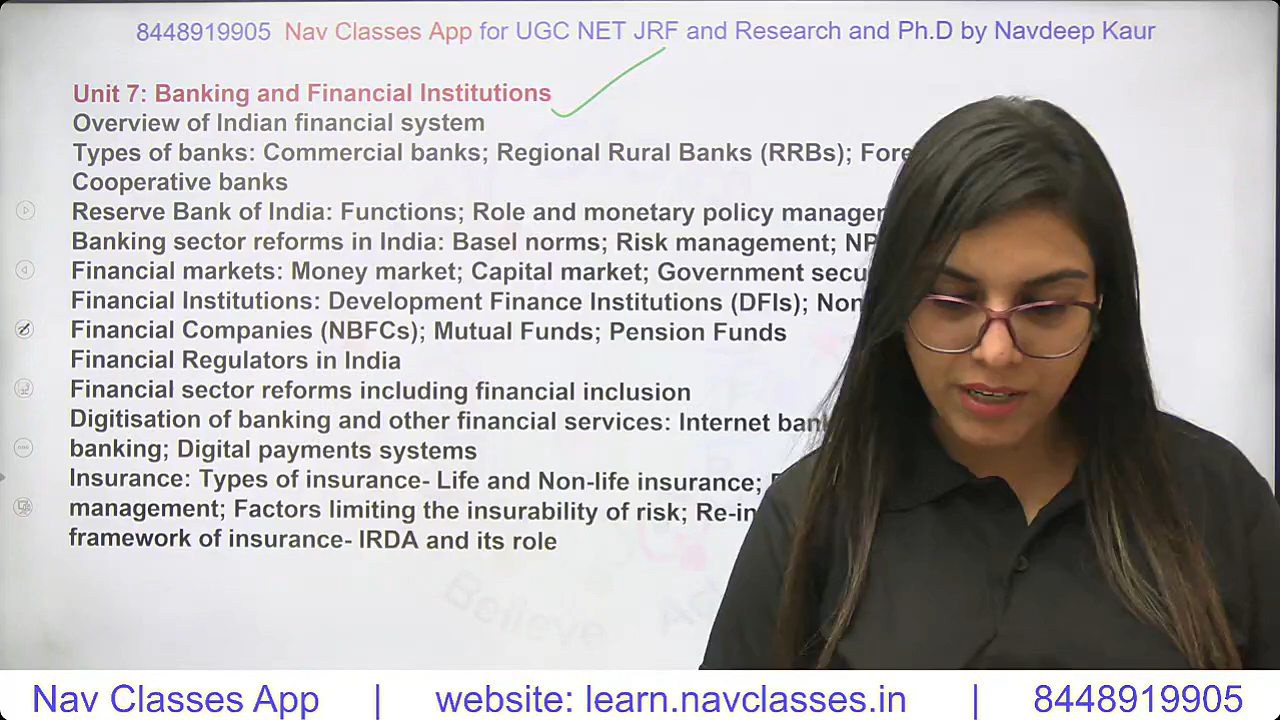 8448919905 Nav Classes App for UGC NET JRF and Research and Ph.D by Navdeep Kaur
Unit 7: Banking and Financial Institutions
Overview of Indian financial system
Types of banks: Commercial banks; Regional Rural Banks (RRBs);
Cooperative banks
Reserve Bank of India: Functions; Role and monetary policy
Banking sector reforms in India: Basel norms; Risk management;
Financial markets: Money market; Capital market; Government
Financial Institutions: Development Finance Institutions (DFIs);
Financial Companies (NBFCs); Mutual Funds; Pension Funds
Financial Regulators in India
Financial sector reforms including financial inclusion
Digitisation of banking and other financial services: Internet
banking; Digital payments systems
Insurance: Types of insurance- Life and Non-life insurance;
management; Factors limiting the insurability of risk;
framework of insurance- IRDA and its role
Believe
Nav Classes App | website: learn.navclasses.in | 8448919905